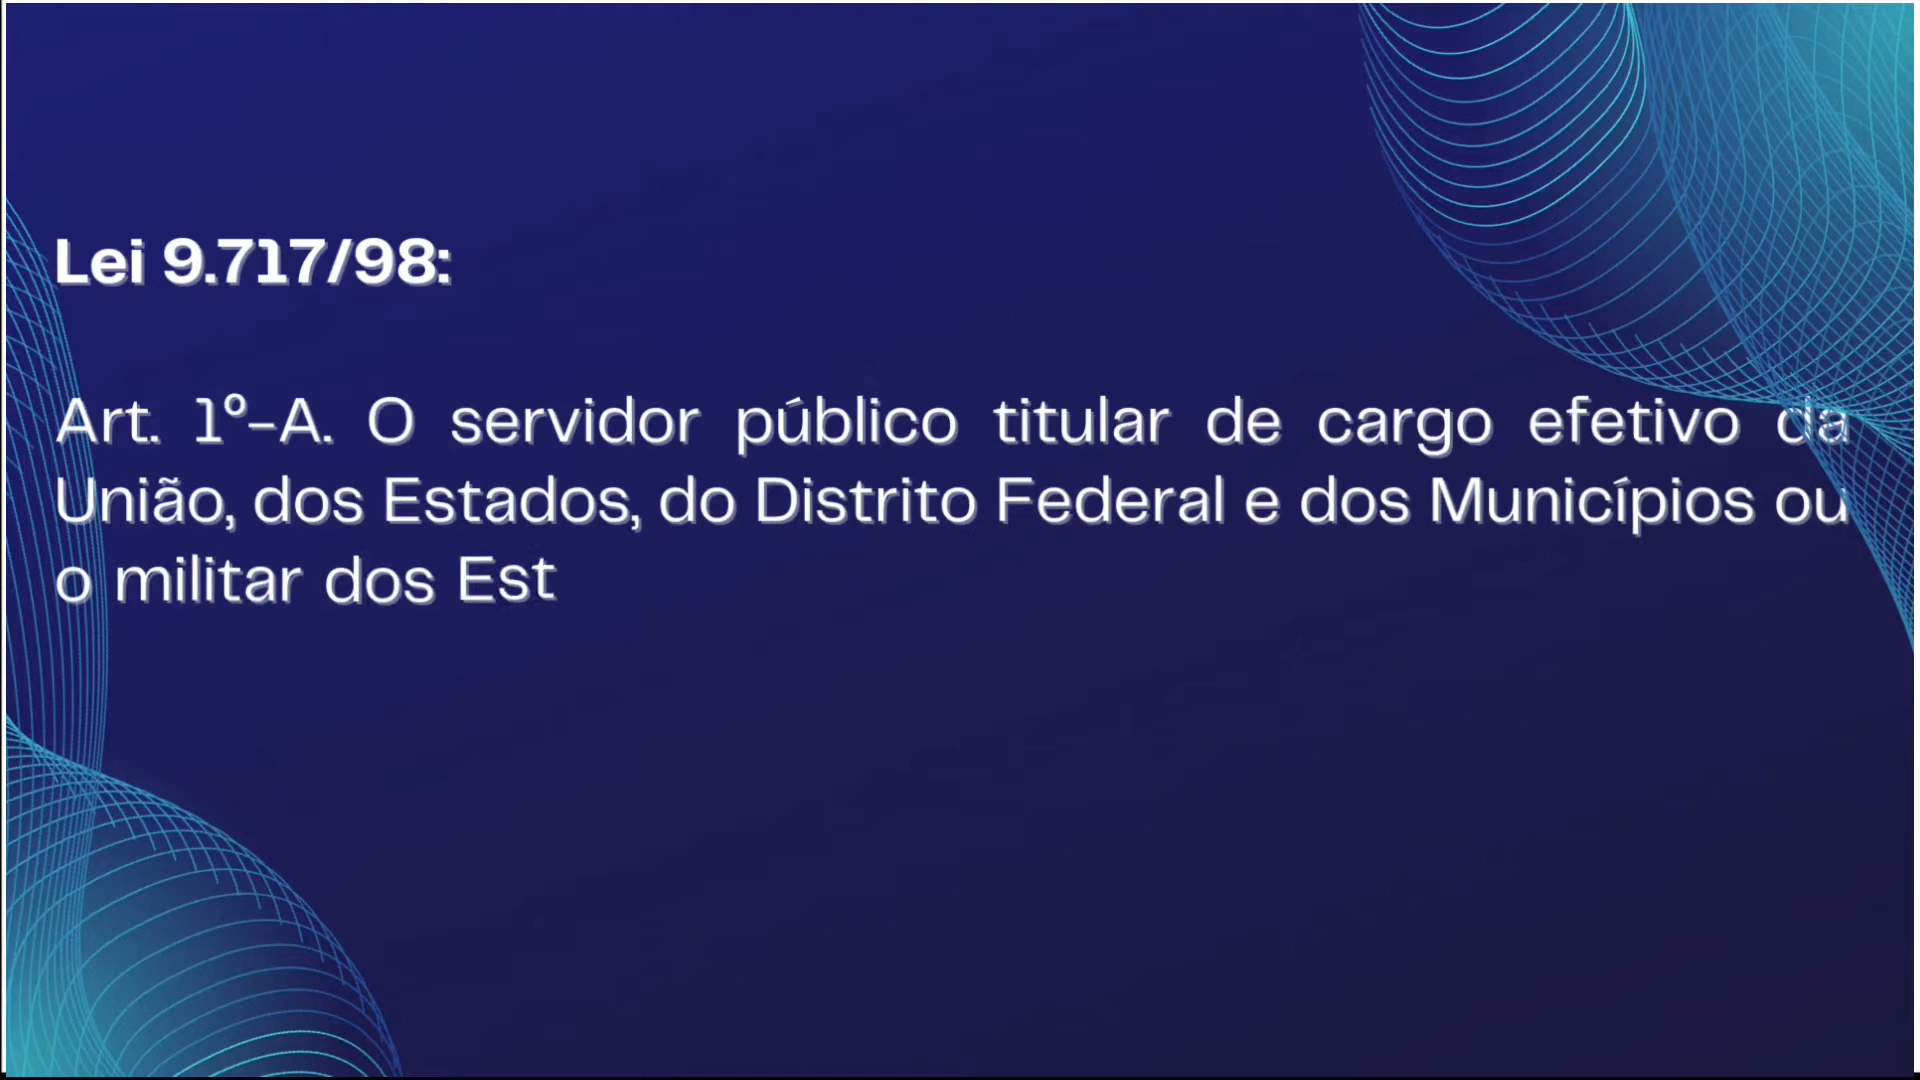 Lei 9.717/98:
Art. 1º-A. O servidor público titular de cargo efetivo da
União, dos Estados, do Distrito Federal e dos Municípios ou
o militar dos Est